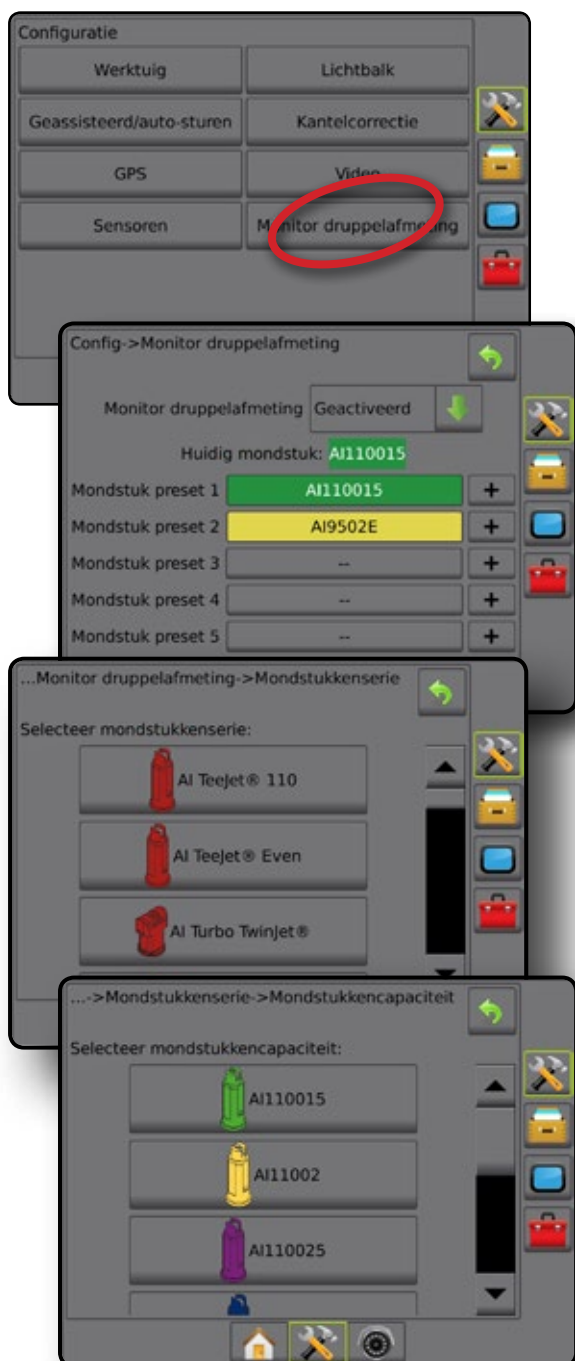 Configuratie
Werktuig Lichtbalk
Geassisteerd/auto-sturen Kantelcorrectie
GPS Video
Sensoren Monitor druppelafmeting
Config->Monitor druppelafmeting
Monitor druppelafmeting Geactiveerd
Huidig mondstuk: AI110015
Mondstuk preset 1 AI110015 +
Mondstuk preset 2 AI9502E +
Mondstuk preset 3 -- +
Mondstuk preset 4 -- +
Mondstuk preset 5 -- +
...Monitor druppelafmeting->Mondstukkenserie
Selecteer mondstukkenserie:
AI TeeJet® 110
AI TeeJet® Even
AI Turbo TwinJet®
...->Mondstukkenserie->Mondstukkencapaciteit
Selecteer mondstukkencapaciteit:
AI110015
AI11002
AI110025